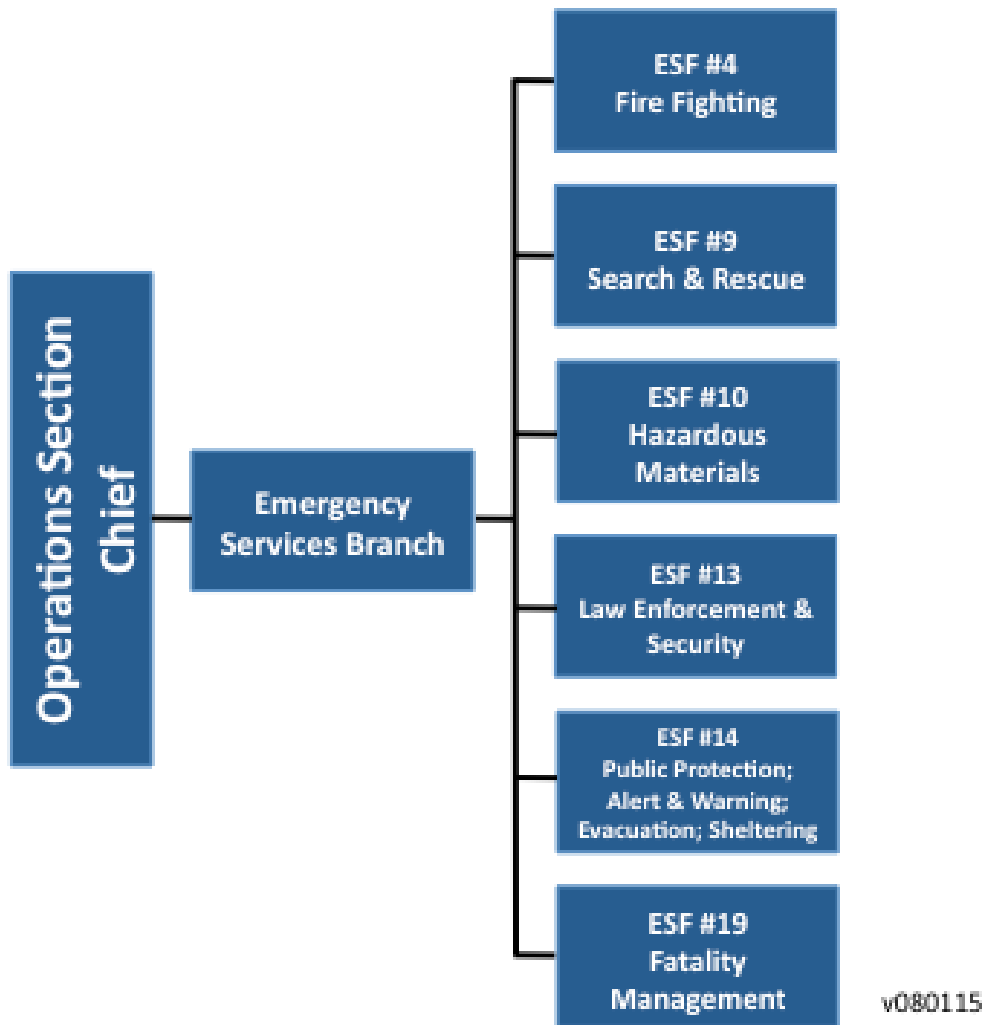 Operations Section
Chief
Emergency
Services Branch
ESF #4
Fire Fighting
ESF #9
Search & Rescue
ESF #10
Hazardous
Materials
ESF #13
Law Enforcement &
Security
ESF #14
Public Protection;
Alert & Warning;
Evacuation; Sheltering
ESF #19
Fatality
Management
v080115